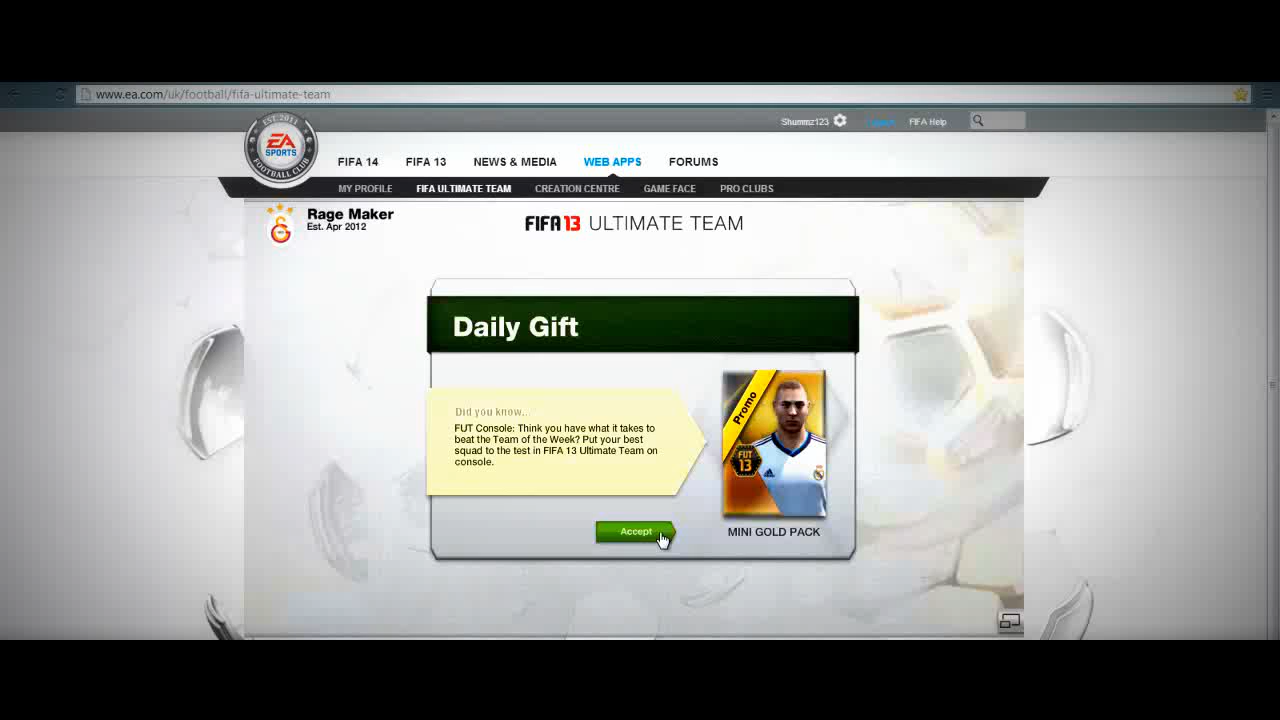 www.ea.com/uk/football/fifa-ultimate-team
Shummz123
FIFA Help
EST. 2011
EA
SPORTS
FOOTBALL CLUB
FIFA 14
FIFA 13
NEWS & MEDIA
WEB APPS
FORUMS
MY PROFILE
FIFA ULTIMATE TEAM
CREATION CENTRE
GAME FACE
PRO CLUBS
Rage Maker
Est. Apr 2012
FIFA 13 ULTIMATE TEAM
Daily Gift
Did you know...
FUT Console: Think you have what it takes to
beat the Team of the Week? Put your best
squad to the test in FIFA 13 Ultimate Team on
console.
Promo
FUT
13
Accept
MINI GOLD PACK